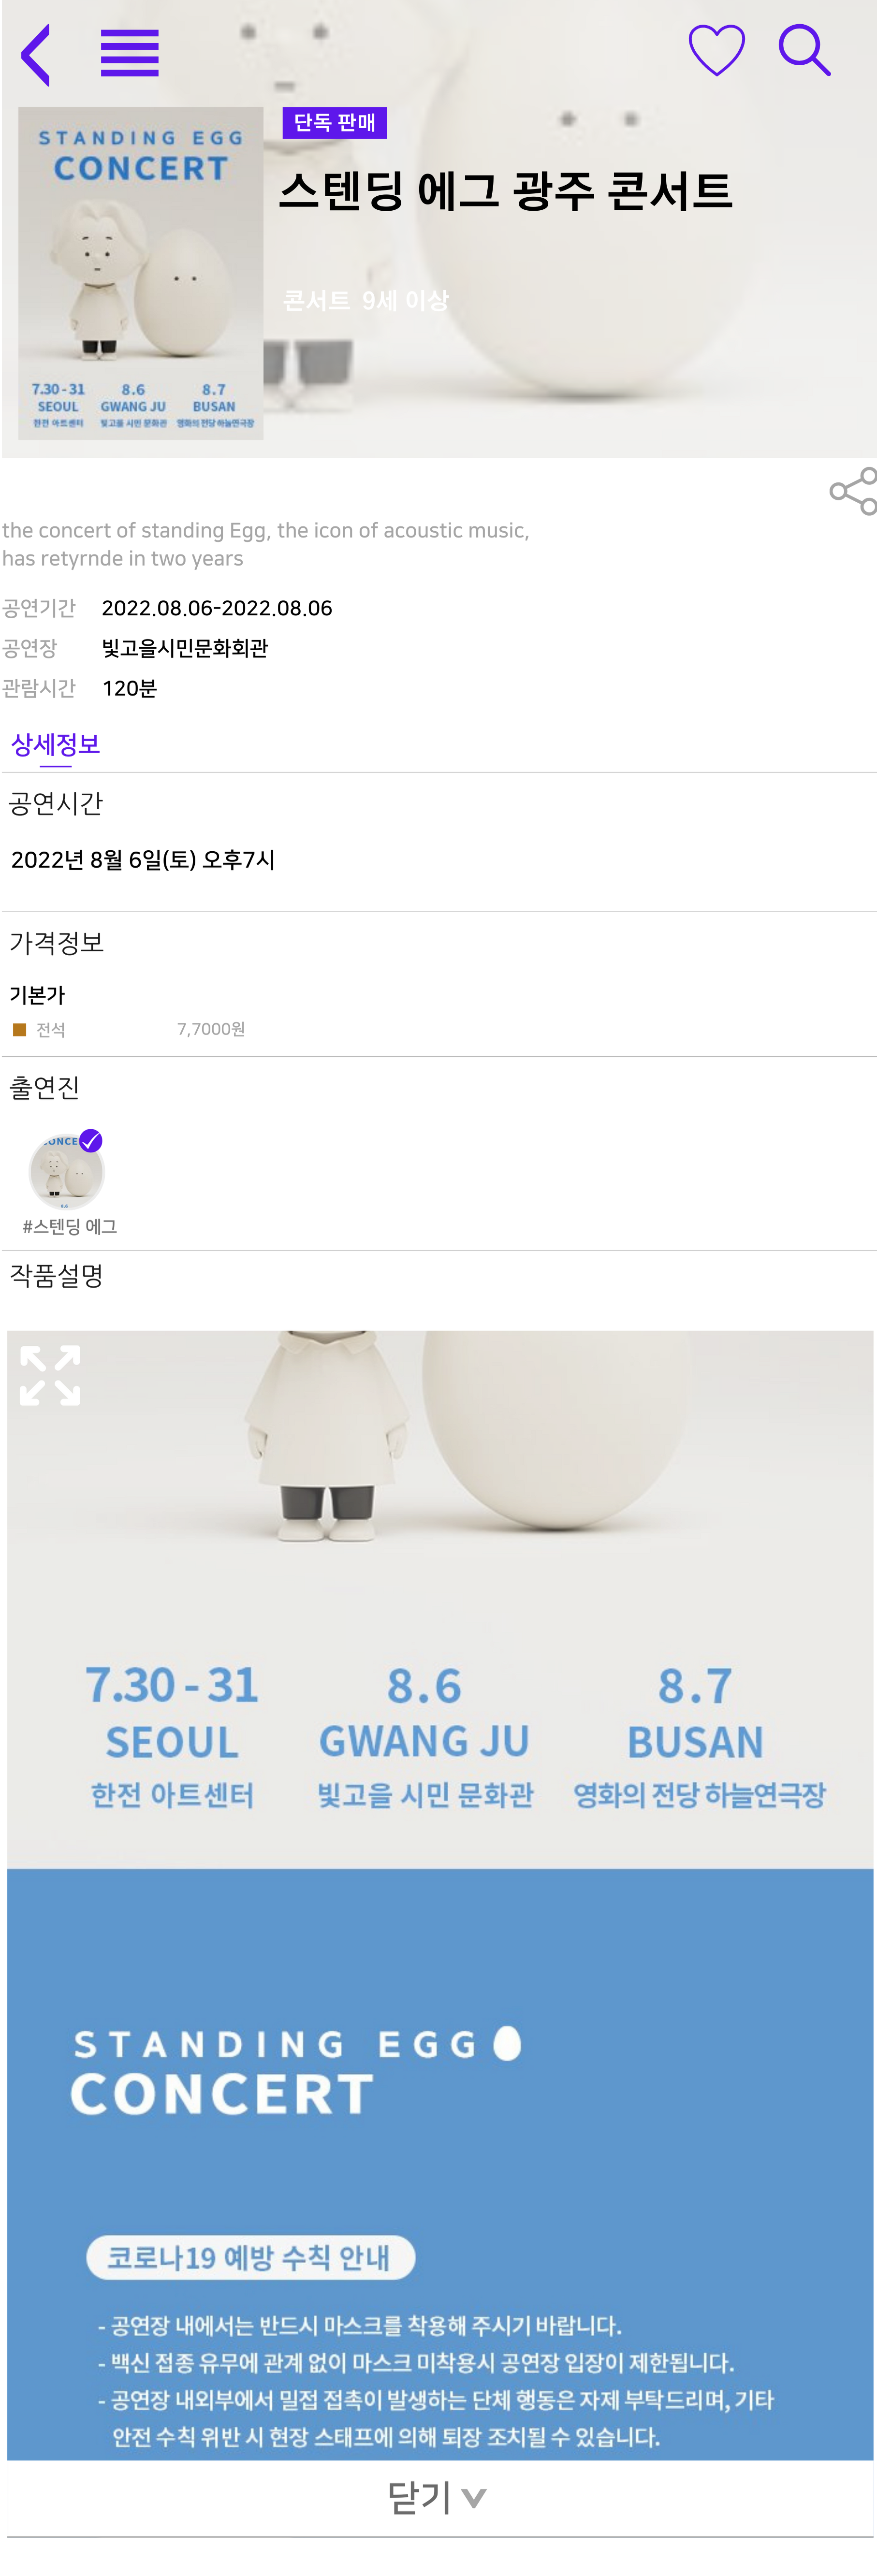 단독 판매
스텐딩 에그 광주 콘서트
콘서트 9세 이상
STANDING EGG
CONCERT
7.30 - 31 8.6 8.7
SEOUL GWANG JU BUSAN
한전 아트센터 빛고을 시민 문화관 영화의 전당 하늘연극장
the concert of standing Egg, the icon of acoustic music,
has retyrnde in two years
공연기간 2022.08.06-2022.08.06
공연장 빛고을시민문화회관
관람시간 120분
상세정보
공연시간
2022년 8월 6일(토) 오후7시
가격정보
기본가
전석 7,7000원
출연진
CONCE
#스텐딩 에그
작품설명
7.30 - 31 8.6 8.7
SEOUL GWANG JU BUSAN
한전 아트센터 빛고을 시민 문화관 영화의 전당 하늘연극장
STANDING EGG
CONCERT
코로나19 예방 수칙 안내
- 공연장 내에서는 반드시 마스크를 착용해 주시기 바랍니다.
- 백신 접종 유무에 관계 없이 마스크 미착용시 공연장 입장이 제한됩니다.
- 공연장 내외부에서 밀접 접촉이 발생하는 단체 행동은 자제 부탁드리며, 기타
안전 수칙 위반 시 현장 스태프에 의해 퇴장 조치될 수 있습니다.
닫기